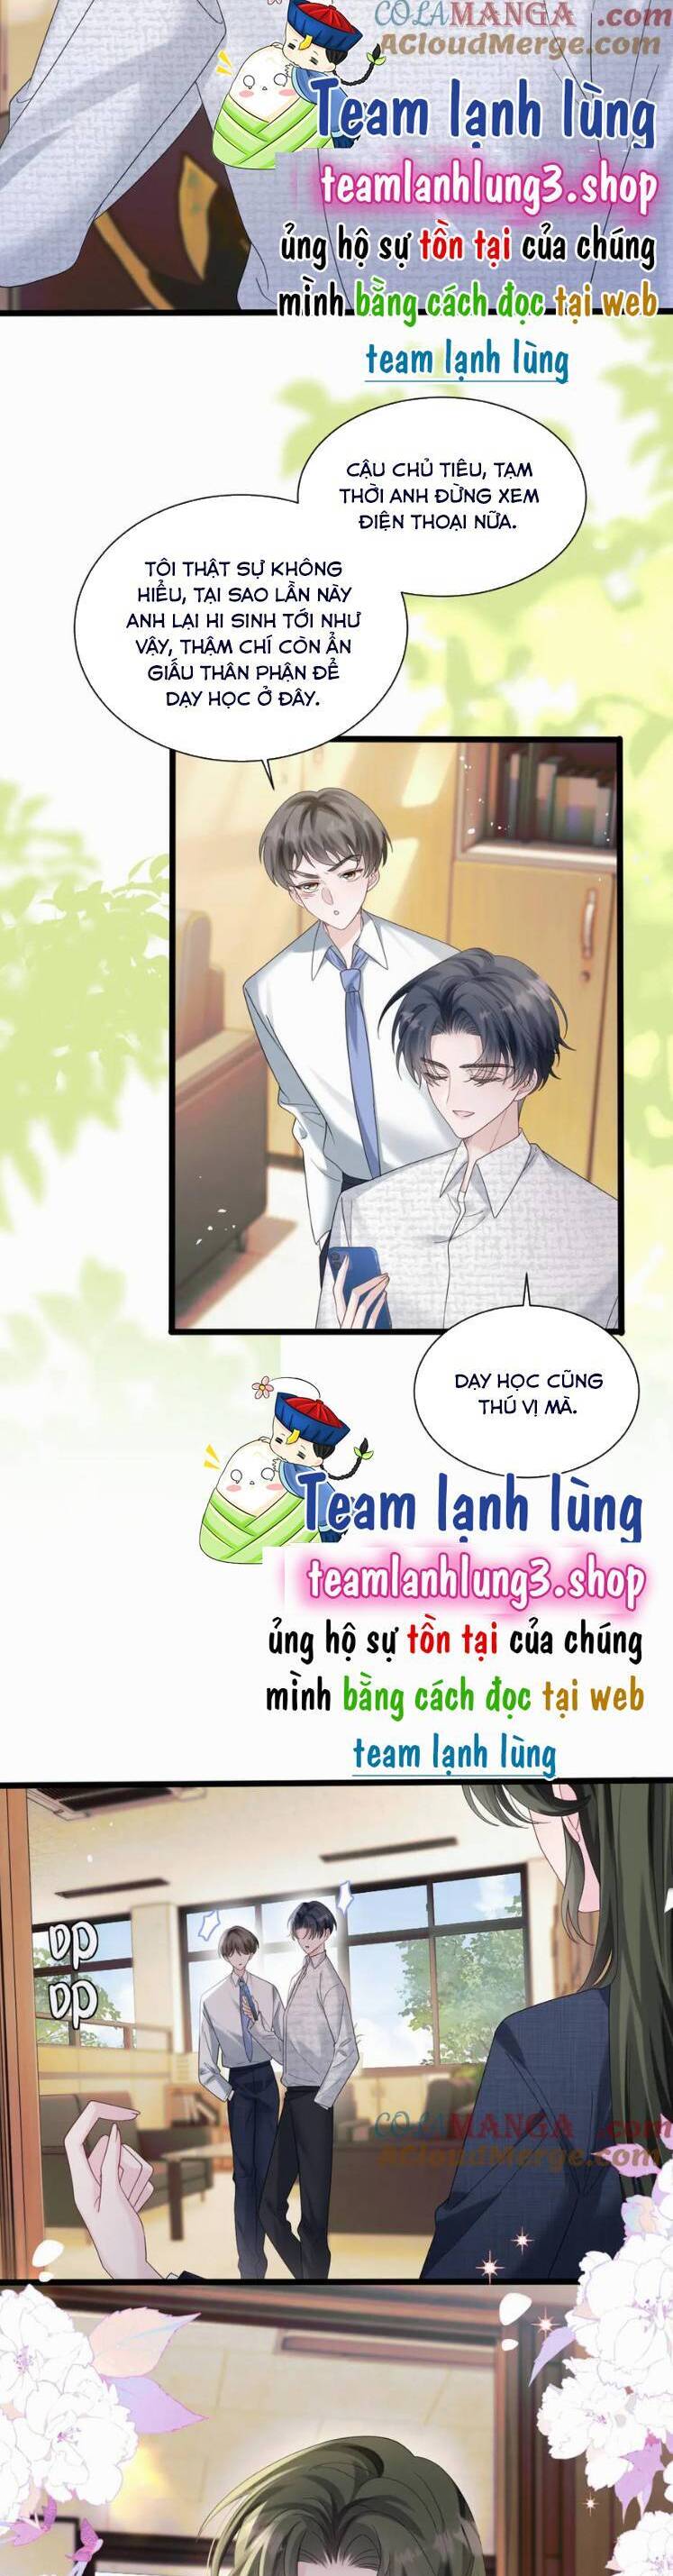 COLAMANGA.com
ACloudMerge.com
Team lạnh lùng
teamlanhlung3.shop
ủng hộ sự tồn tại của chúng
mình bằng cách đọc tại web
team lạnh lùng
CẬU CHỦ TIÊU, TẠM
THỜI ANH ĐỪNG XEM
ĐIỆN THOẠI NỮA.
TÔI THẬT SỰ KHÔNG
HIỂU, TẠI SAO LẦN NÀY
ANH LẠI HI SINH TỚI NHƯ
VẬY, THẬM CHÍ CÒN ẨN
GIẤU THÂN PHẬN ĐỂ
DẠY HỌC Ở ĐÂY.
DẠY HỌC CŨNG
THÚ VỊ MÀ.
Team lạnh lùng
teamlanhlung3.shop
ủng hộ sự tồn tại của chúng
mình bằng cách đọc tại web
team lạnh lùng
COLAMANGA.com
ACloudMerge.com